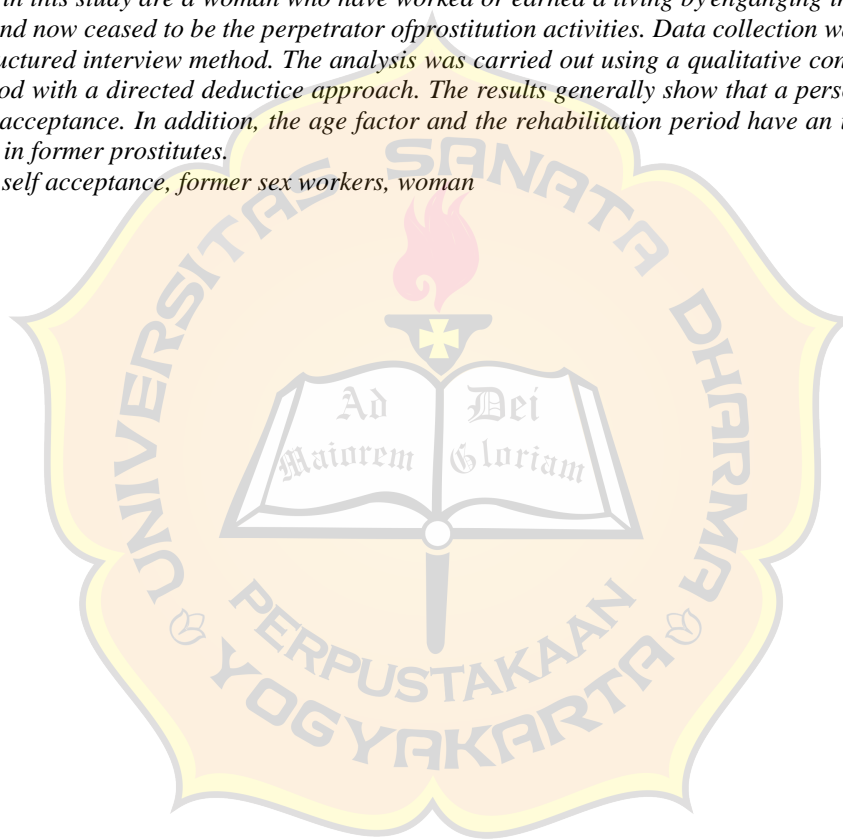 in this study are a woman who have worked or earned a living by enganging in
nd now ceased to be the perpetrator ofprostitution activities. Data collection w
uctured interview method. The analysis was carried out using a qualitative con
od with a directed deductice approach. The results generally show that a pers
acceptance. In addition, the age factor and the rehabilitation period have an i
in former prostitutes.
self acceptance, former sex workers, woman
UNIVERSITAS SANATA DHARMA
Ad Dei
Maiorem Gloriam
PERPUSTAKAAN
YOGYAKARTA